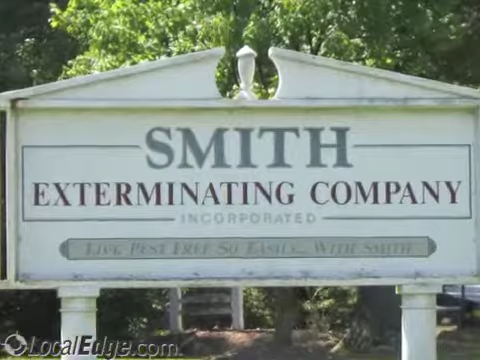 SMITH
EXTERMINATING COMPANY
INCORPORATED
LIVE PEST FREE SO EASILY... WITH SMITH
LocalEdge.com